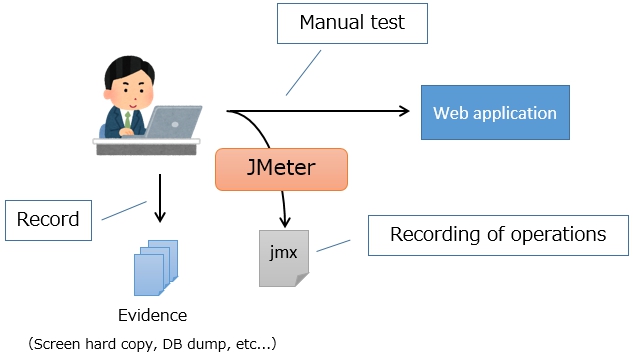 Manual test
Web application
JMeter
Record
jmx
Recording of operations
Evidence
（Screen hard copy, DB dump, etc...）